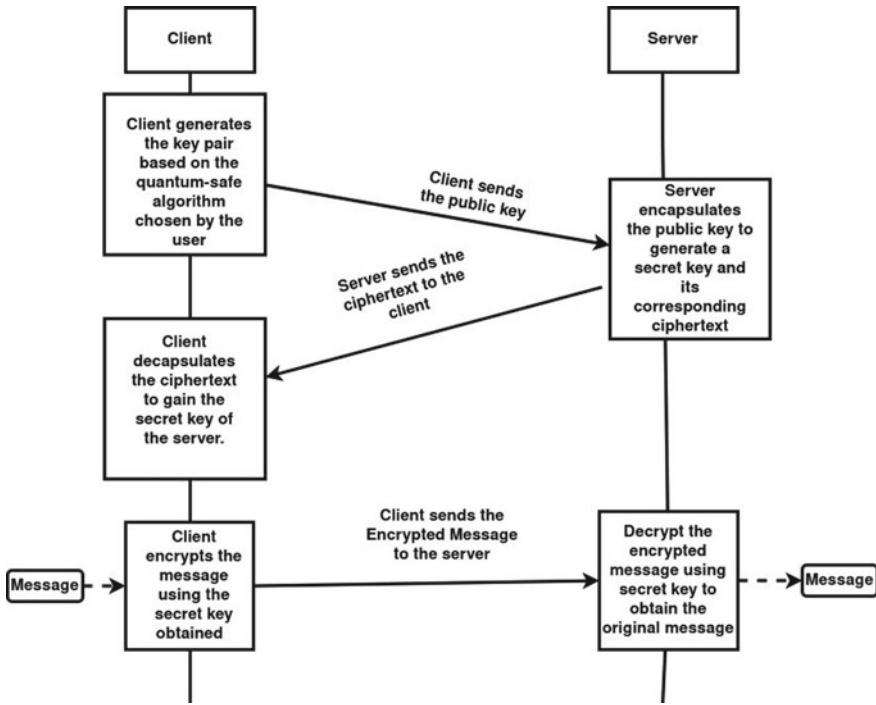 Client
Server
Client generates
the key pair
based on the
quantum-safe
algorithm
chosen by the
user
Client sends
the public key
Server
encapsulates
the public key to
generate a
secret key and
its
corresponding
ciphertext
Server sends the
ciphertext to the
client
Client
decapsulates
the ciphertext
to gain the
secret key of
the server.
Client sends the
Encrypted Message
to the server
Message
Client
encrypts the
message
using the
secret key
obtained
Decrypt the
encrypted
message using
secret key to
obtain the
original message
Message